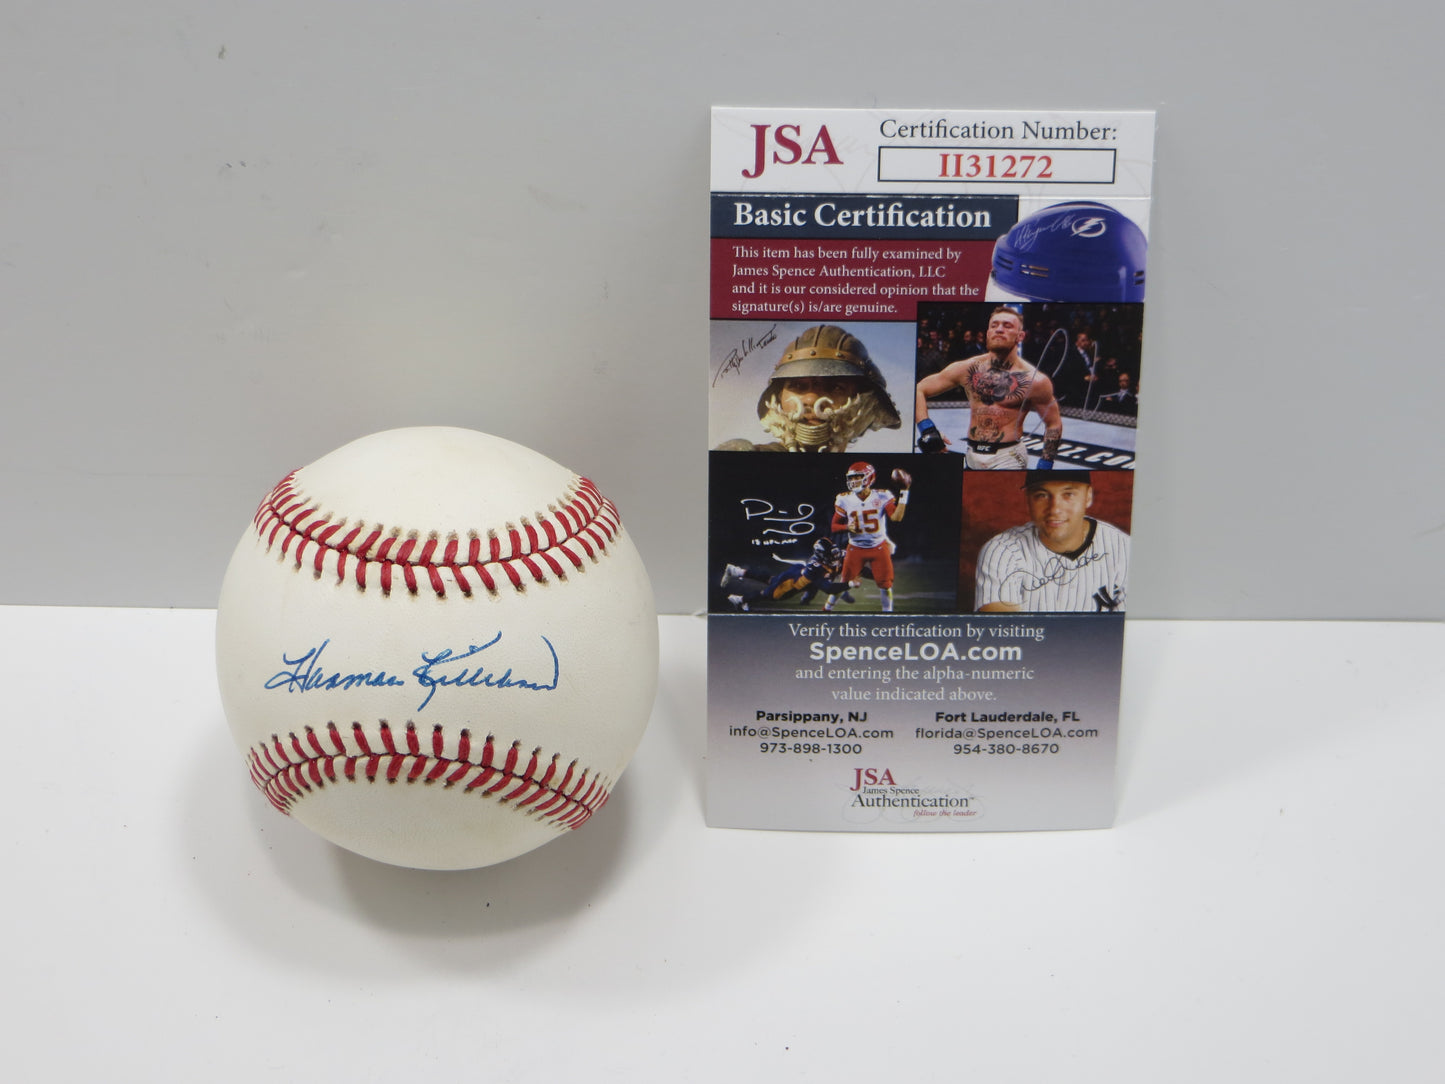 Harmon Killebrew
JSA
Certification Number:
II31272
Basic Certification
This item has been fully examined by
James Spence Authentication, LLC
and it is our considered opinion that the
signature(s) is/are genuine.
UFC
Z.CO
15
Verify this certification by visiting
SpenceLOA.com
and entering the alpha-numeric
value indicated above.
Parsippany, NJ
info@SpenceLOA.com
973-898-1300
Fort Lauderdale, FL
florida@SpenceLOA.com
954-380-8670
JSA
James Spence
Authentication™
follow the leader